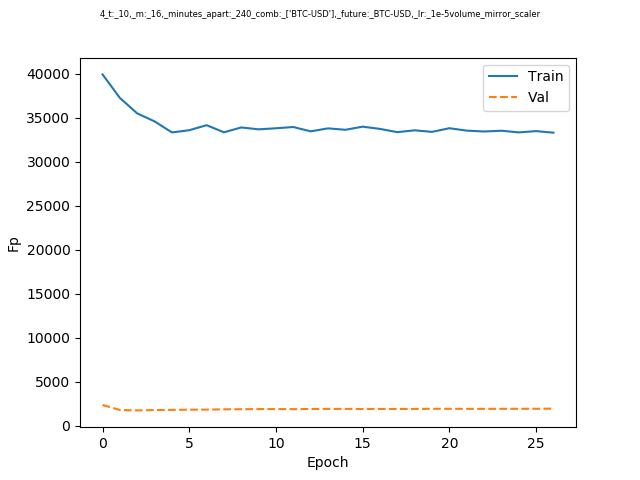 4_t:_10,_m:_16,_minutes_apart:_240_comb:_['BTC-USD'],_future:_BTC-USD,_lr:_1e-5volume_mirror_scaler
40000
35000
30000
25000
20000
15000
10000
5000
0
Fp
Train
Val
0 5 10 15 20 25
Epoch